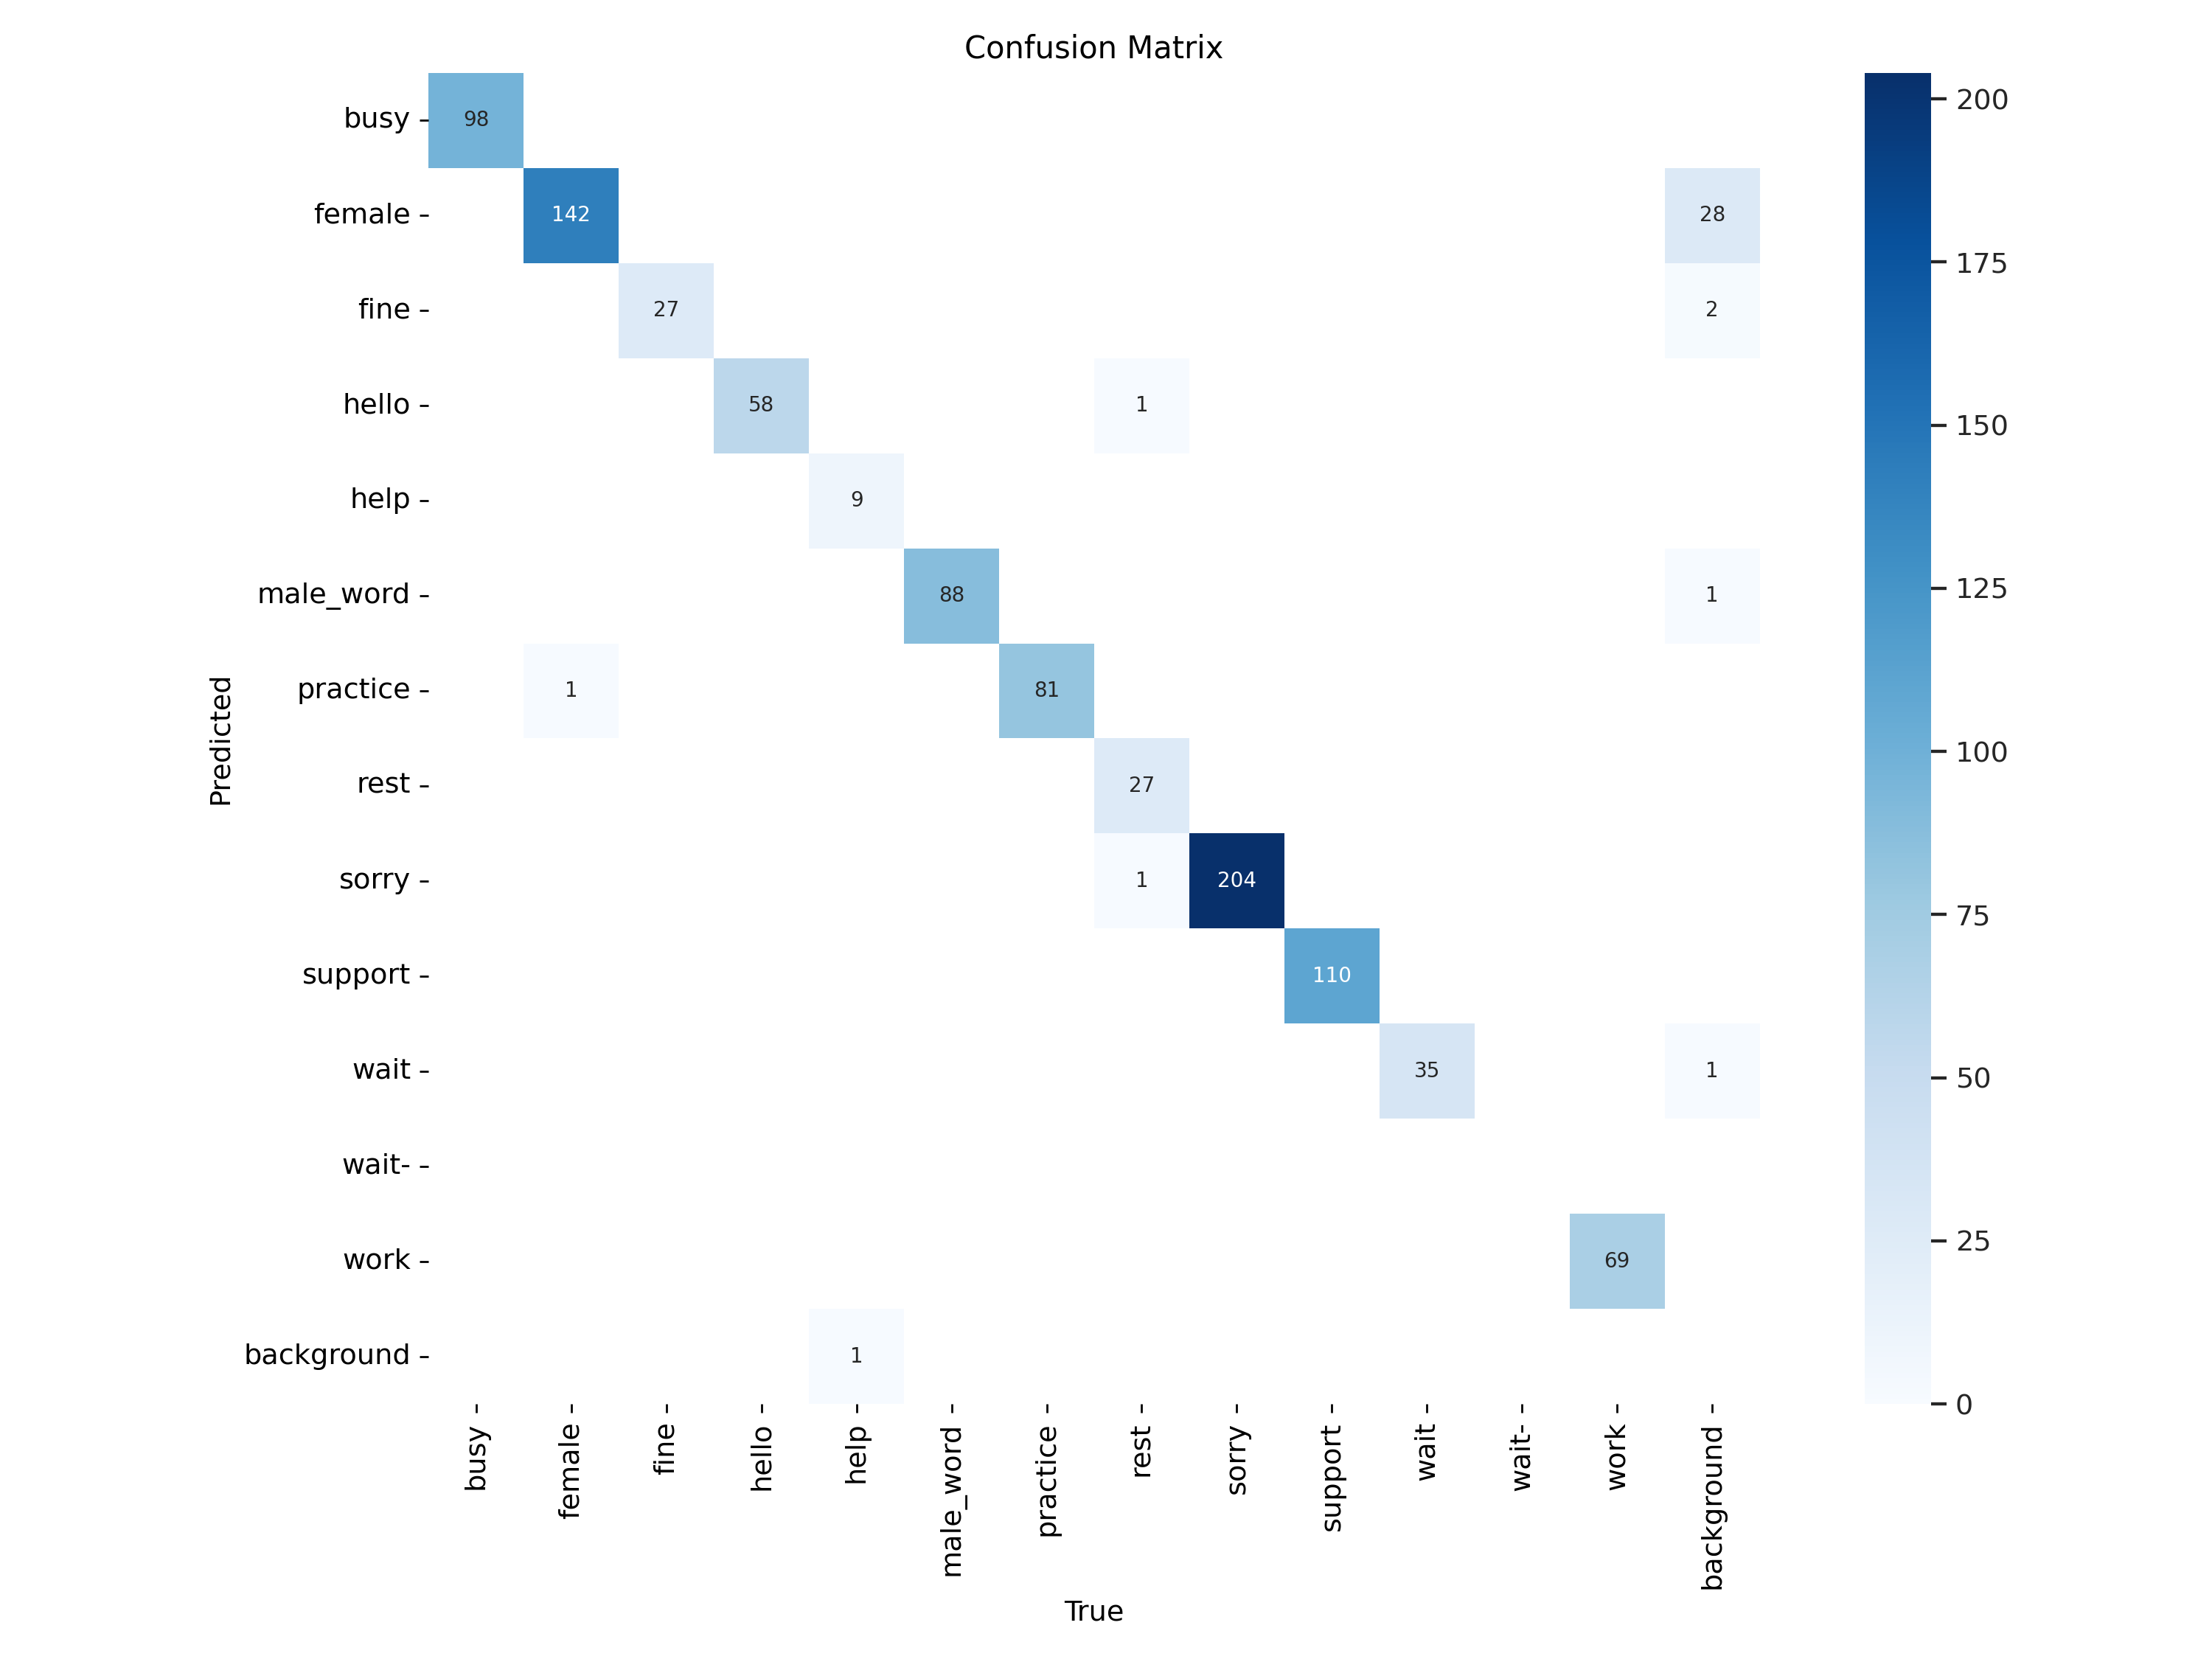 Confusion Matrix
busy 98
female 142 28
fine 27 2
hello 58 1
help 9
male_word 88 1
practice 1 81
rest 27
sorry 1 204
support 110
wait 35 1
wait-
work 69
background 1
Predicted
busy female fine hello help male_word practice rest sorry support wait wait- work background
True
200
175
150
125
100
75
50
25
0